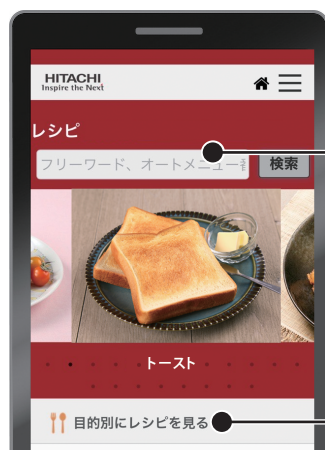 HITACHI
Inspire the Next
レシピ
フリーワード、オートメニュー番
検索
トースト
目的別にレシピを見る